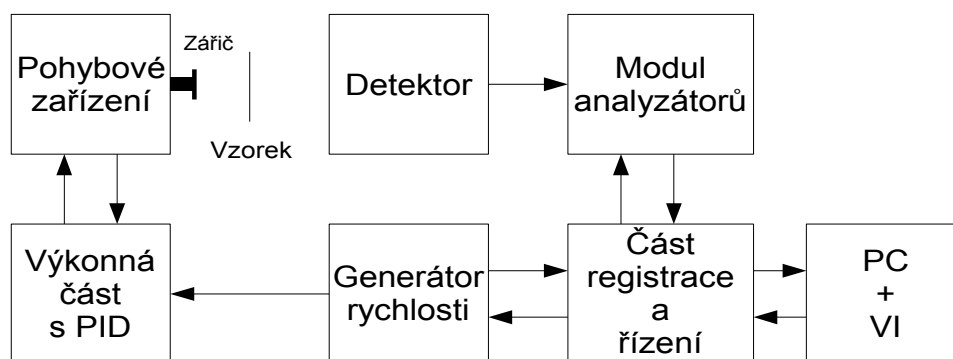 Pohybové
zařízení
Zářič
Vzorek
Detektor
Modul
analyzátorů
Výkonná
část
s PID
Generátor
rychlosti
Část
registrace
a
řízení
PC
+
VI